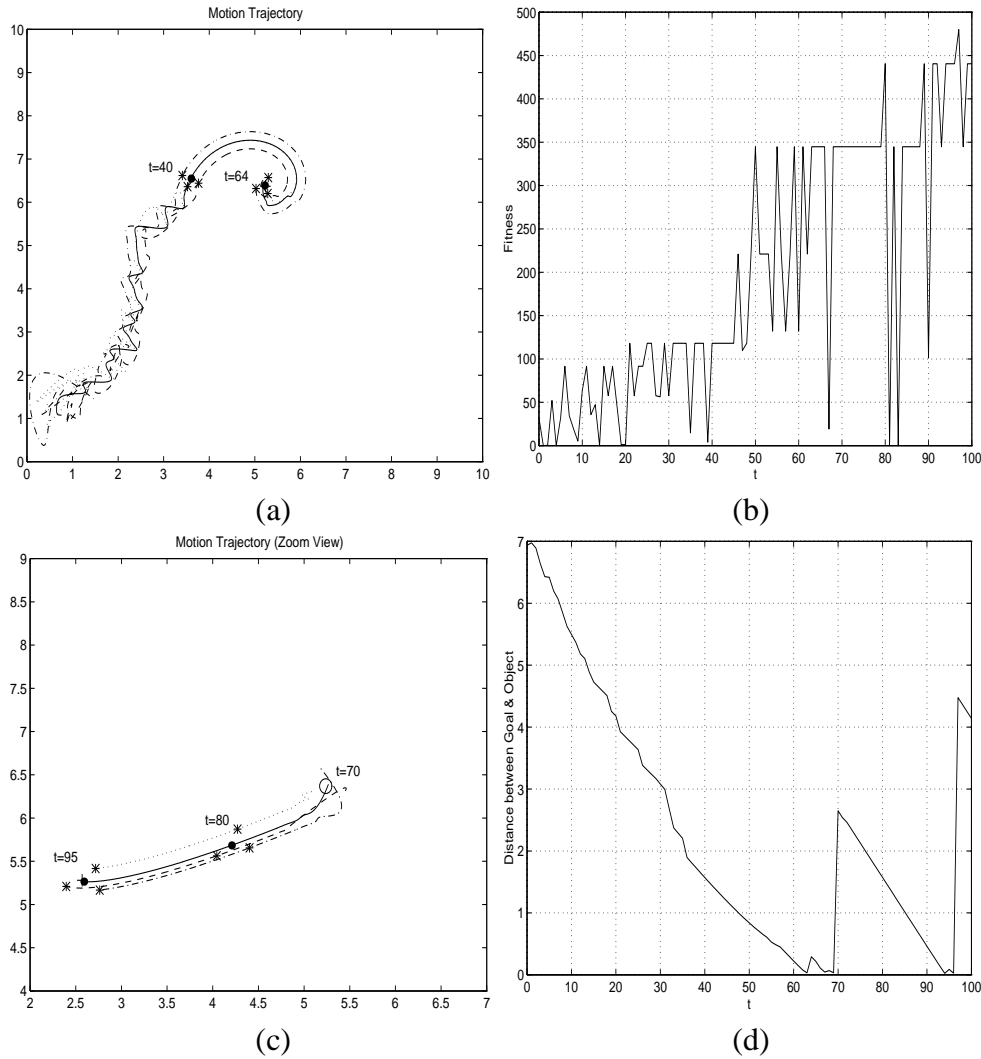 Motion Trajectory
10
9
8
7
6
5
4
3
2
1
0
0 1 2 3 4 5 6 7 8 9 10
t=40
t=64
(a)
500
450
400
350
300
250
200
150
100
50
0
Fitness
0 10 20 30 40 50 60 70 80 90 100
t
(b)
Motion Trajectory (Zoom View)
9
8.5
8
7.5
7
6.5
6
5.5
5
4.5
4
2 2.5 3 3.5 4 4.5 5 5.5 6 6.5 7
t=70
t=80
t=95
(c)
7
6
5
4
3
2
1
0
Distance between Goal & Object
0 10 20 30 40 50 60 70 80 90 100
t
(d)